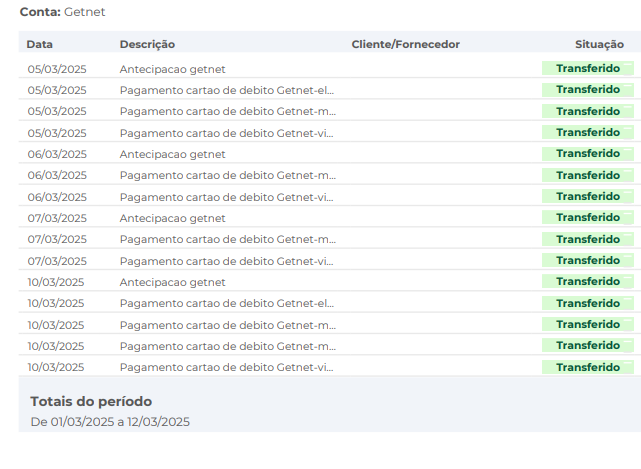 Conta: Getnet
Data Descrição Cliente/Fornecedor Situação
05/03/2025 Antecipacao getnet Transferido
05/03/2025 Pagamento cartao de debito Getnet-el... Transferido
05/03/2025 Pagamento cartao de debito Getnet-m... Transferido
05/03/2025 Pagamento cartao de debito Getnet-vi... Transferido
06/03/2025 Antecipacao getnet Transferido
06/03/2025 Pagamento cartao de debito Getnet-m... Transferido
06/03/2025 Pagamento cartao de debito Getnet-vi... Transferido
07/03/2025 Antecipacao getnet Transferido
07/03/2025 Pagamento cartao de debito Getnet-m... Transferido
07/03/2025 Pagamento cartao de debito Getnet-vi... Transferido
10/03/2025 Antecipacao getnet Transferido
10/03/2025 Pagamento cartao de debito Getnet-el... Transferido
10/03/2025 Pagamento cartao de debito Getnet-m... Transferido
10/03/2025 Pagamento cartao de debito Getnet-m... Transferido
10/03/2025 Pagamento cartao de debito Getnet-vi... Transferido
Totais do período
De 01/03/2025 a 12/03/2025